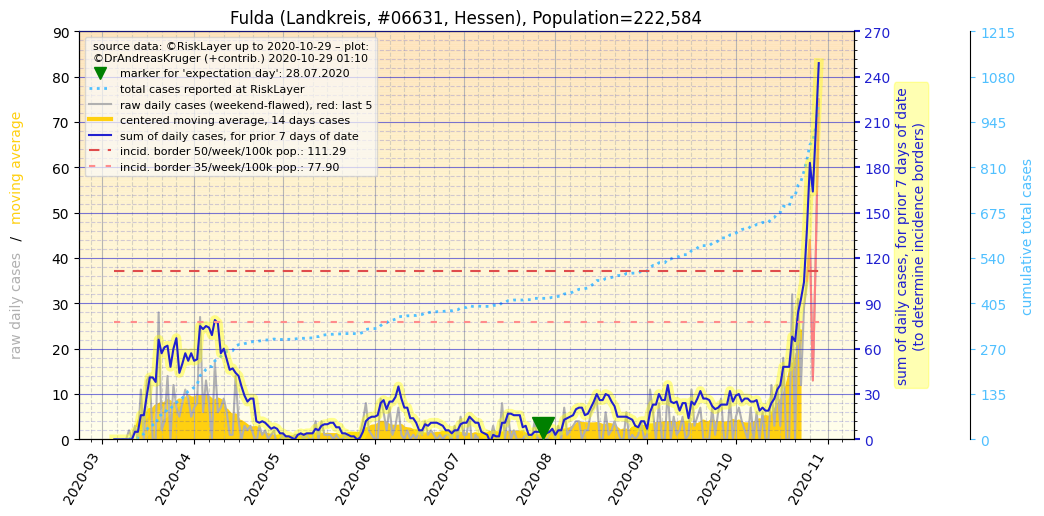 Fulda (Landkreis, #06631, Hessen), Population=222,584
source data: ©RiskLayer up to 2020-10-29 – plot:
©DrAndreasKruger (+contrib.) 2020-10-29 01:10
marker for 'expectation day': 28.07.2020
total cases reported at RiskLayer
raw daily cases (weekend-flawed), red: last 5
centered moving average, 14 days cases
sum of daily cases, for prior 7 days of date
incid. border 50/week/100k pop.: 111.29
incid. border 35/week/100k pop.: 77.90
raw daily cases / moving average
90
80
70
60
50
40
30
20
10
0
270
240
210
180
150
120
90
60
30
0
sum of daily cases, for prior 7 days of date
(to determine incidence borders)
1215
1080
945
810
675
540
405
270
135
0
cumulative total cases
2020-03
2020-04
2020-05
2020-06
2020-07
2020-08
2020-09
2020-10
2020-11